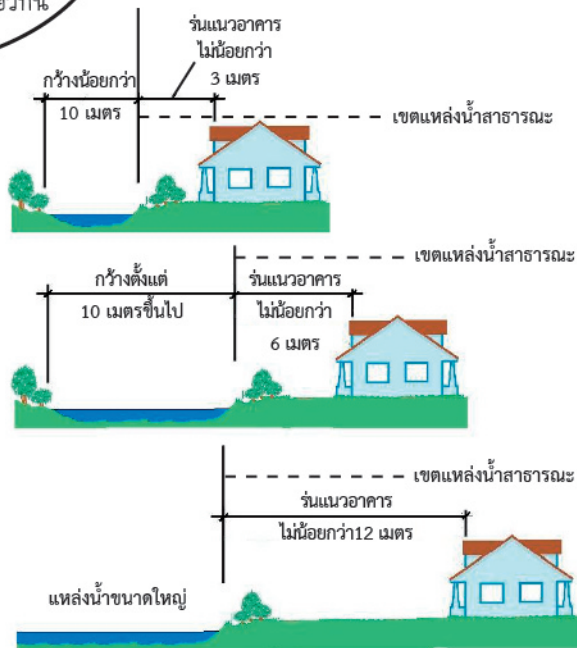 ร่นแนวอาคาร
ไม่น้อยกว่า
3 เมตร
กว้างน้อยกว่า
10 เมตร
เขตแหล่งน้ำสาธารณะ
เขตแหล่งน้ำสาธารณะ
กว้างตั้งแต่
10 เมตรขึ้นไป
ร่นแนวอาคาร
ไม่น้อยกว่า
6 เมตร
เขตแหล่งน้ำสาธารณะ
ร่นแนวอาคาร
ไม่น้อยกว่า12 เมตร
แหล่งน้ำขนาดใหญ่